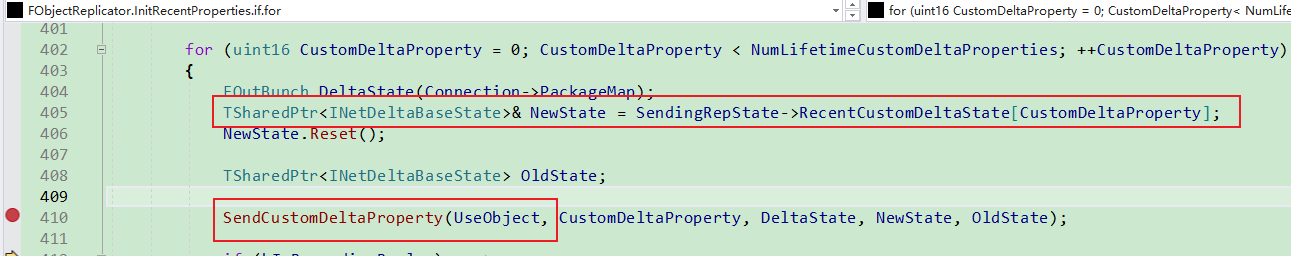 FObjectReplicator.InitRecentProperties.if.for
for (uint16 CustomDeltaProperty = 0; CustomDeltaProperty< NumLife
401
402 for (uint16 CustomDeltaProperty = 0; CustomDeltaProperty < NumLifetimeCustomDeltaProperties; ++CustomDeltaProperty)
403 {
404 FOutBunch DeltaState(Connection->PackageMap);
405 TSharedPtr<INetDeltaBaseState>& NewState = SendingRepState->RecentCustomDeltaState[CustomDeltaProperty];
406 NewState.Reset();
407
408 TSharedPtr<INetDeltaBaseState> OldState;
409
410 SendCustomDeltaProperty(UseObject, CustomDeltaProperty, DeltaState, NewState, OldState);
411